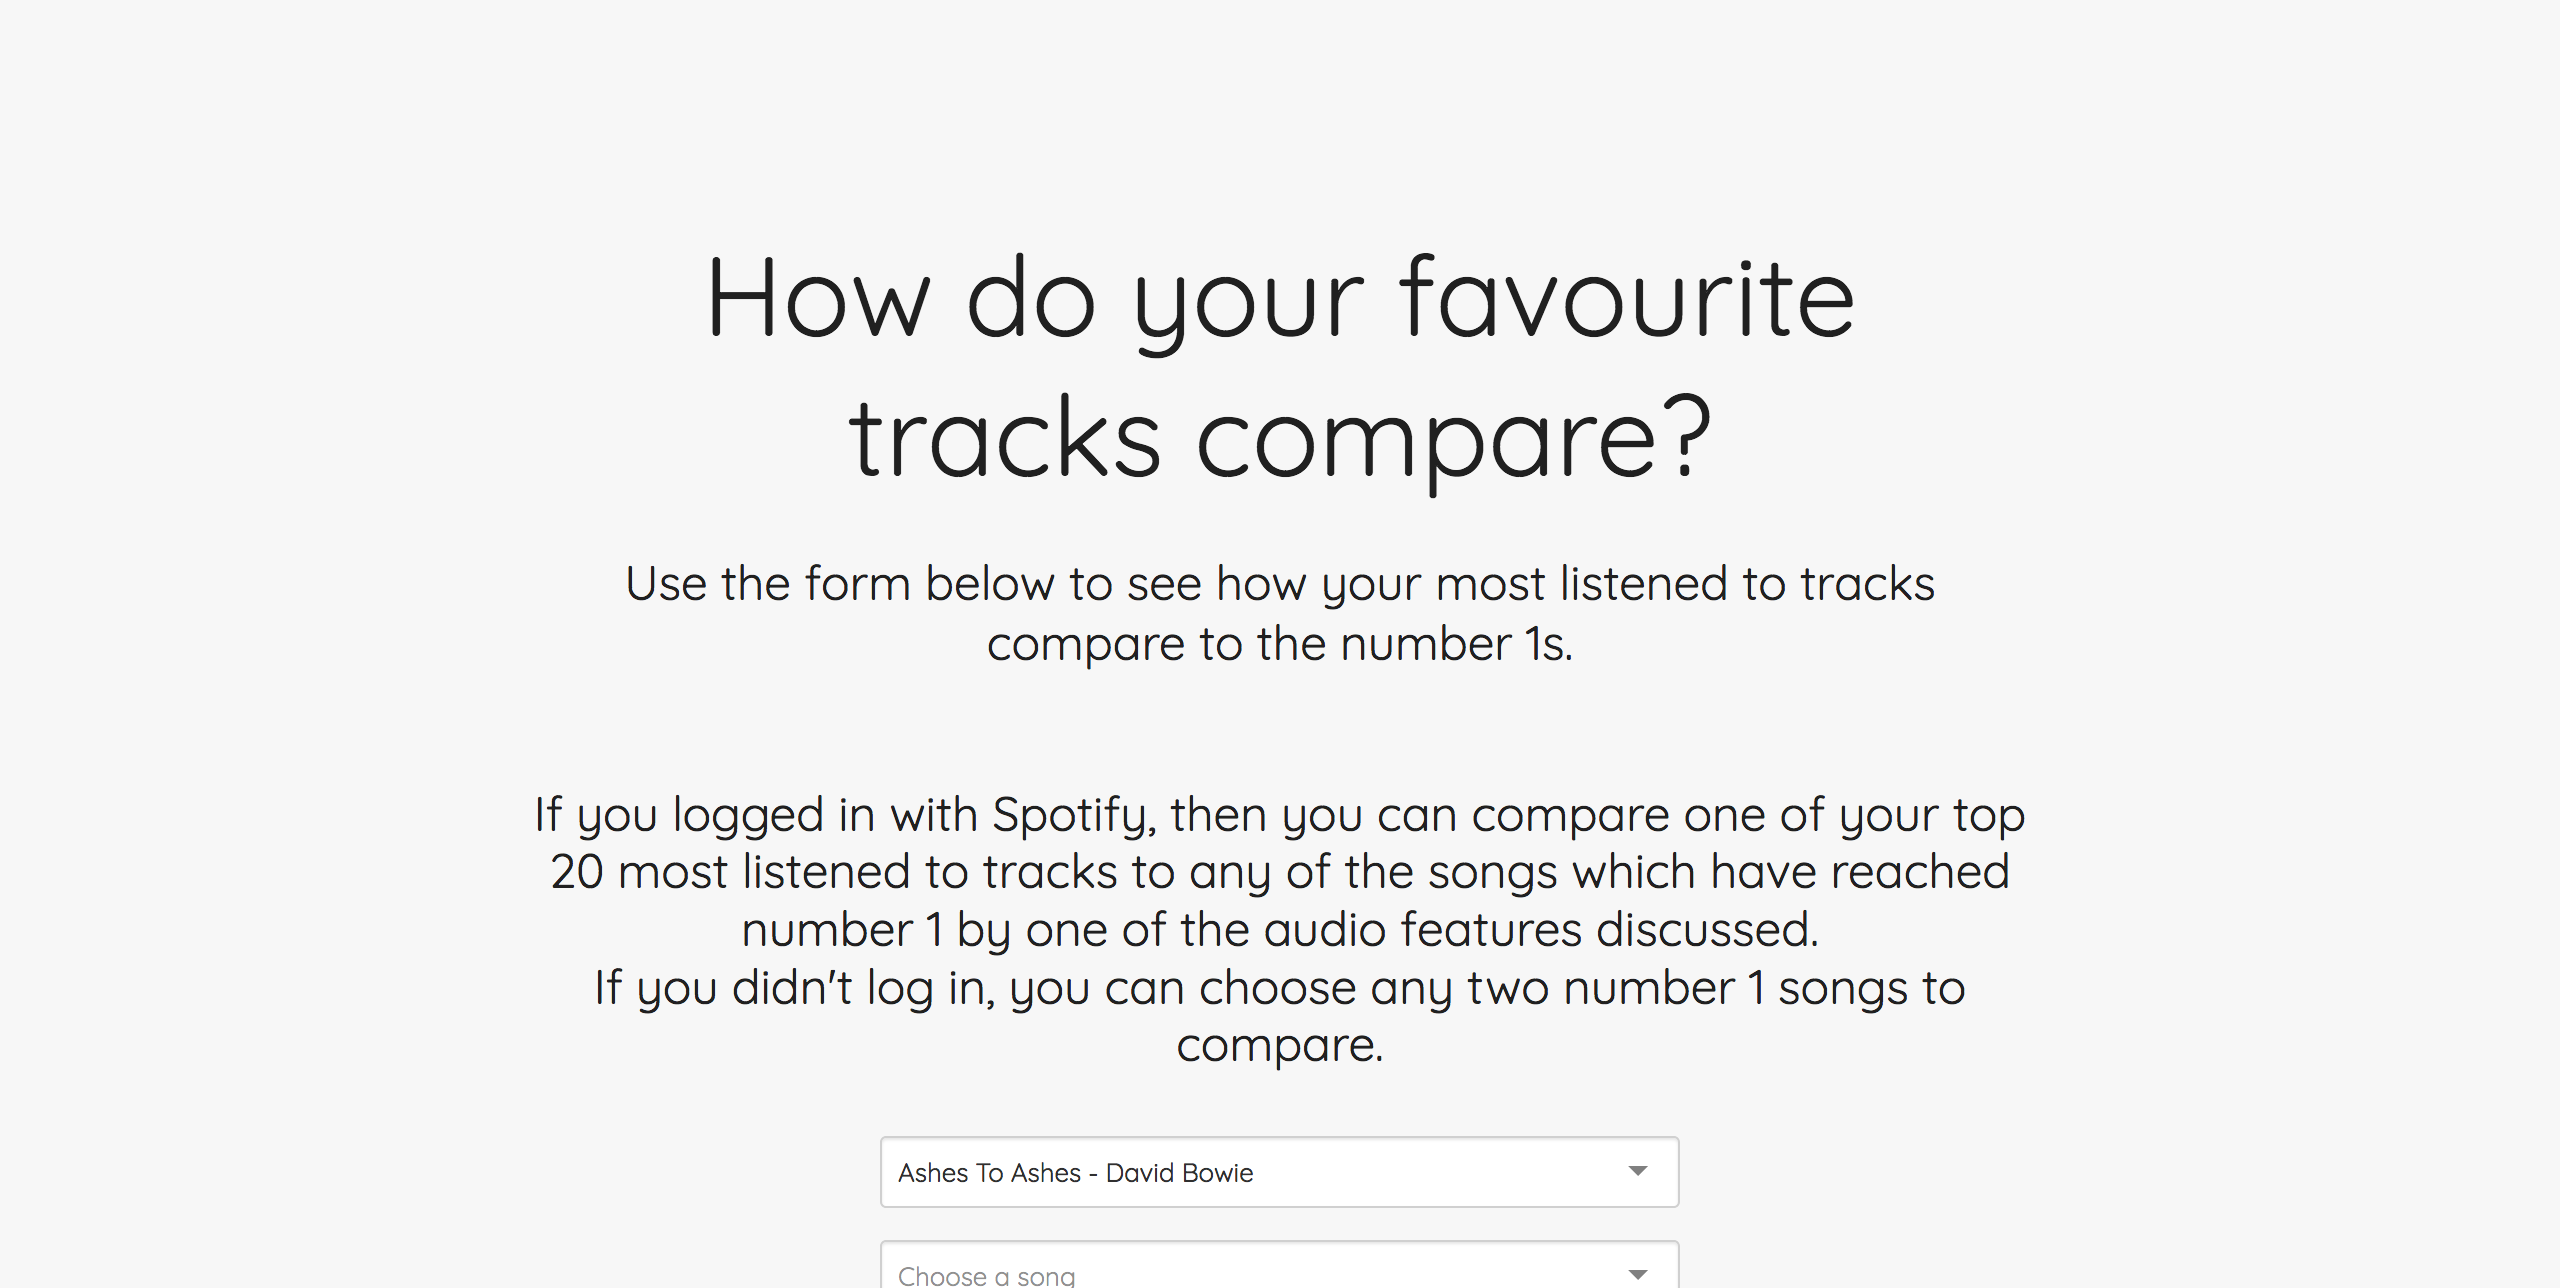 How do your favourite
tracks compare?
Use the form below to see how your most listened to tracks
compare to the number 1s.
If you logged in with Spotify, then you can compare one of your top
20 most listened to tracks to any of the songs which have reached
number 1 by one of the audio features discussed.
If you didn't log in, you can choose any two number 1 songs to
compare.
Ashes To Ashes - David Bowie
Choose a song